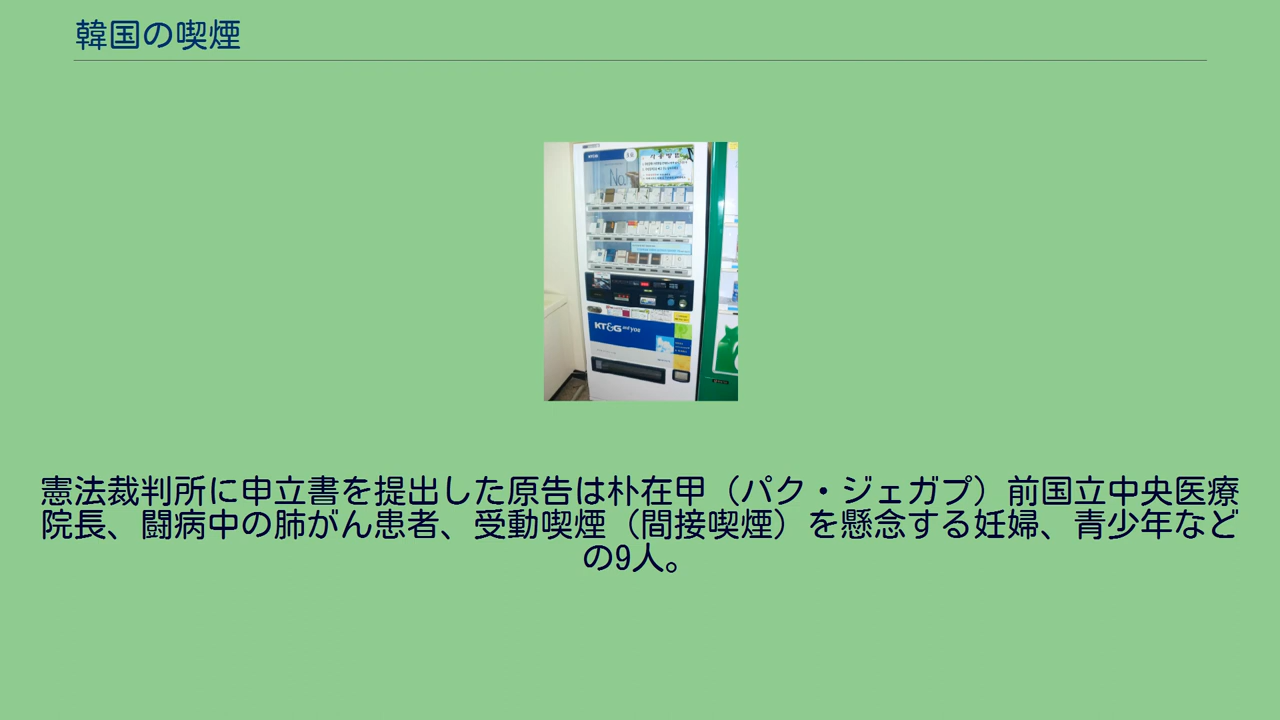 韓国の喫煙
No.
KT&G
憲法裁判所に申立書を提出した原告は朴在甲（パク・ジェガプ）前国立中央医療
院長、闘病中の肺がん患者、受動喫煙（間接喫煙）を懸念する妊婦、青少年など
の9人。